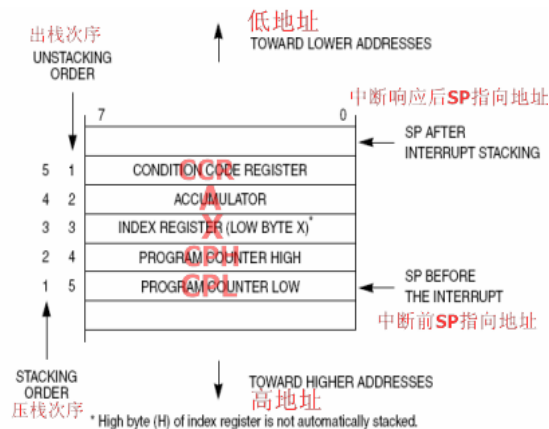 低地址
TOWARD LOWER ADDRESSES
出栈次序
UNSTACKING
ORDER
中断响应后SP指向地址
7 0
SP AFTER
INTERRUPT STACKING
5 1 CONDITION CODE REGISTER
CCR
4 2 ACCUMULATOR
A
3 3 INDEX REGISTER (LOW BYTE X)*
X
2 4 PROGRAM COUNTER HIGH
CPH
1 5 PROGRAM COUNTER LOW
CPL
SP BEFORE
THE INTERRUPT
中断前SP指向地址
STACKING
ORDER
压栈次序
TOWARD HIGHER ADDRESSES
高地址
* High byte (H) of index register is not automatically stacked.